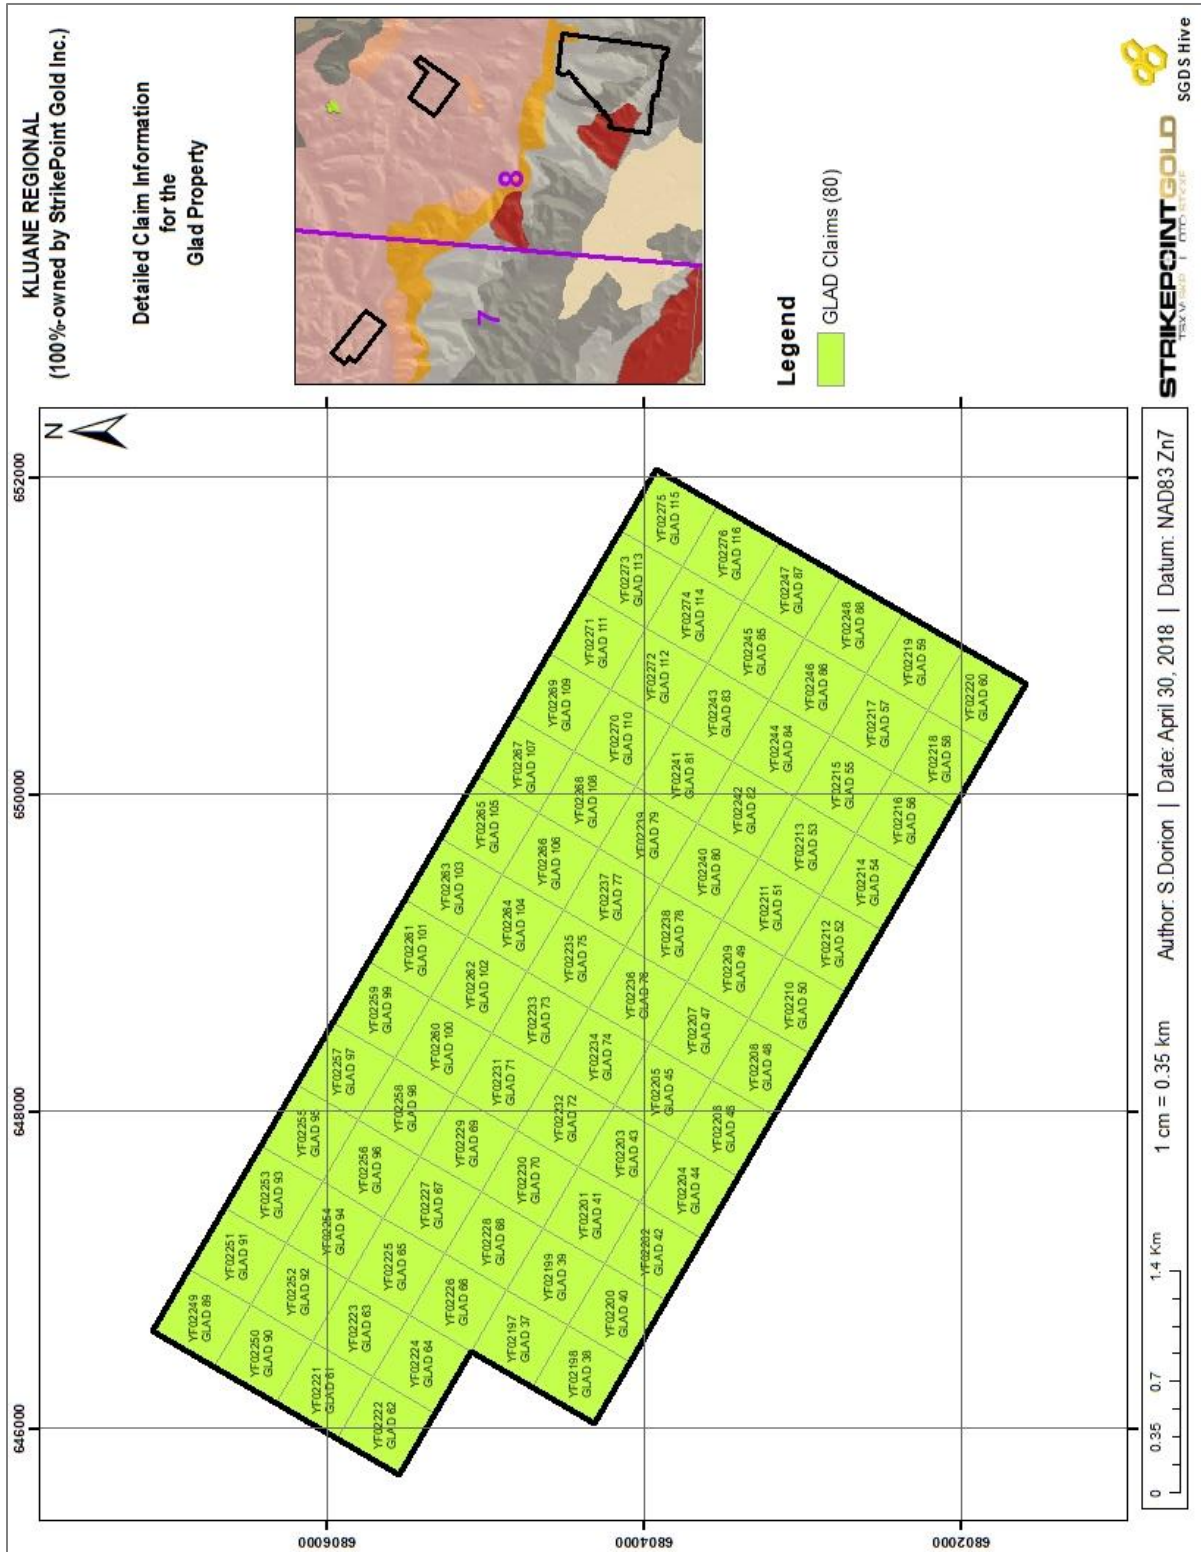 KLUANE REGIONAL
(100%-owned by StrikePoint Gold Inc.)
Detailed Claim Information
for the
Glad Property
7
8
Legend
GLAD Claims (80)
STRIKEPOINTGOLD
SGDS Hive
N
646000
648000
650000
652000
6806000
6804000
6802000
YF02249
GLAD 89
YF02251
GLAD 91
YF02253
GLAD 93
YF02255
GLAD 95
YF02257
GLAD 97
YF02259
GLAD 99
YF02261
GLAD 101
YF02263
GLAD 103
YF02265
GLAD 105
YF02267
GLAD 107
YF02269
GLAD 109
YF02271
GLAD 111
YF02273
GLAD 113
YF02275
GLAD 115
YF02250
GLAD 90
YF02252
GLAD 92
YF02254
GLAD 94
YF02256
GLAD 96
YF02258
GLAD 98
YF02260
GLAD 100
YF02262
GLAD 102
YF02264
GLAD 104
YF02266
GLAD 106
YF02268
GLAD 108
YF02270
GLAD 110
YF02272
GLAD 112
YF02274
GLAD 114
YF02276
GLAD 116
YF02221
GLAD 61
YF02223
GLAD 63
YF02225
GLAD 65
YF02227
GLAD 67
YF02229
GLAD 69
YF02231
GLAD 71
YF02233
GLAD 73
YF02235
GLAD 75
YF02237
GLAD 77
YF02239
GLAD 79
YF02241
GLAD 81
YF02243
GLAD 83
YF02245
GLAD 85
YF02247
GLAD 87
YF02222
GLAD 62
YF02224
GLAD 64
YF02226
GLAD 66
YF02228
GLAD 68
YF02230
GLAD 70
YF02232
GLAD 72
YF02234
GLAD 74
YF02236
GLAD 76
YF02238
GLAD 78
YF02240
GLAD 80
YF02242
GLAD 82
YF02244
GLAD 84
YF02246
GLAD 86
YF02248
GLAD 88
YF02197
GLAD 37
YF02199
GLAD 39
YF02201
GLAD 41
YF02203
GLAD 43
YF02205
GLAD 45
YF02207
GLAD 47
YF02209
GLAD 49
YF02211
GLAD 51
YF02213
GLAD 53
YF02215
GLAD 55
YF02217
GLAD 57
YF02219
GLAD 59
YF02198
GLAD 38
YF02200
GLAD 40
YF02202
GLAD 42
YF02204
GLAD 44
YF02206
GLAD 46
YF02208
GLAD 48
YF02210
GLAD 50
YF02212
GLAD 52
YF02214
GLAD 54
YF02216
GLAD 56
YF02218
GLAD 58
YF02220
GLAD 60
0 0.35 0.7 1.4 Km
1 cm = 0.35 km
Author: S.Dorion | Date: April 30, 2018 | Datum: NAD83 Zn7